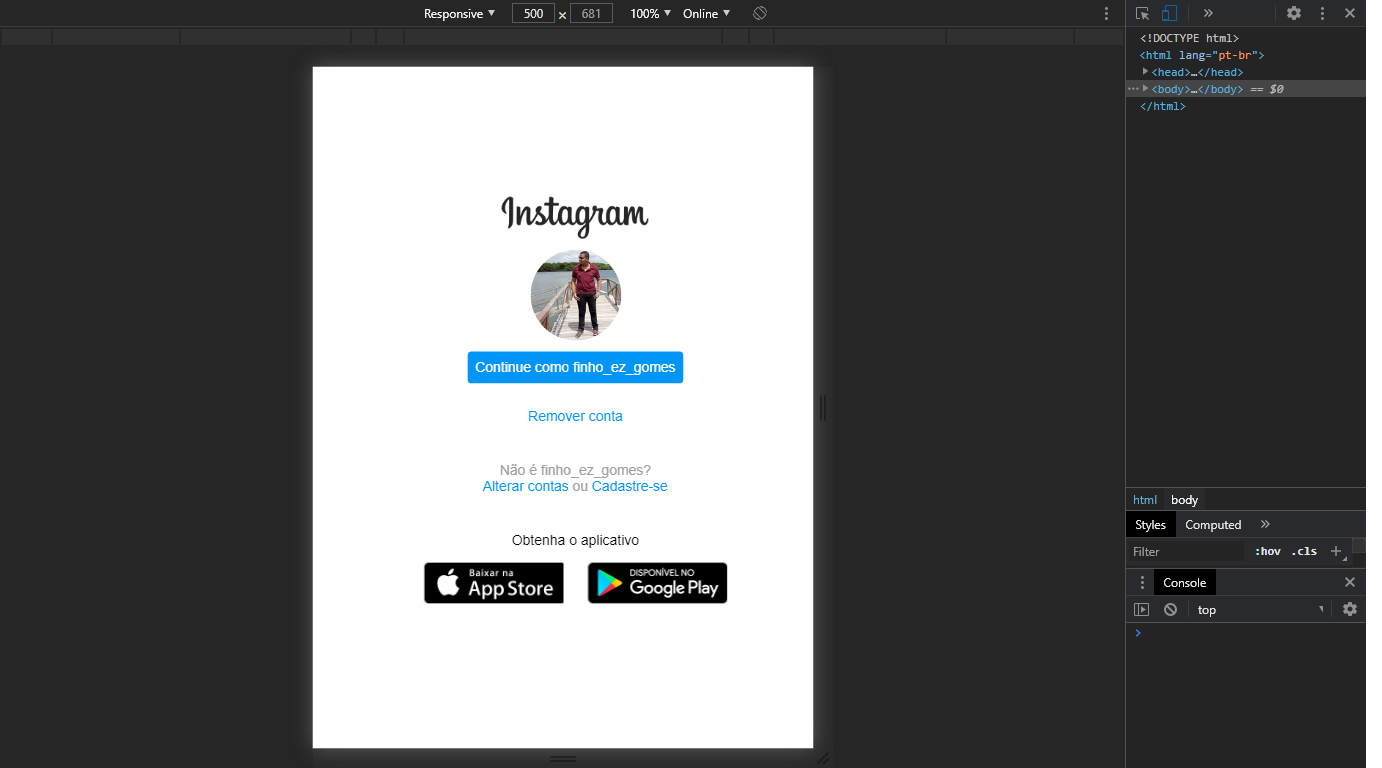 Responsive ▼ 500 × 681 100% ▼ Online ▼
<!DOCTYPE html>
<html lang="pt-br">
<head>…</head>
<body>…</body> == $0
</html>
Instagram
Continue como finho_ez_gomes
Remover conta
Não é finho_ez_gomes?
Alterar contas ou Cadastre-se
Obtenha o aplicativo
Baixar na
App Store
DISPONÍVEL NO
Google Play
html body
Styles Computed
Filter :hov .cls
Console
top